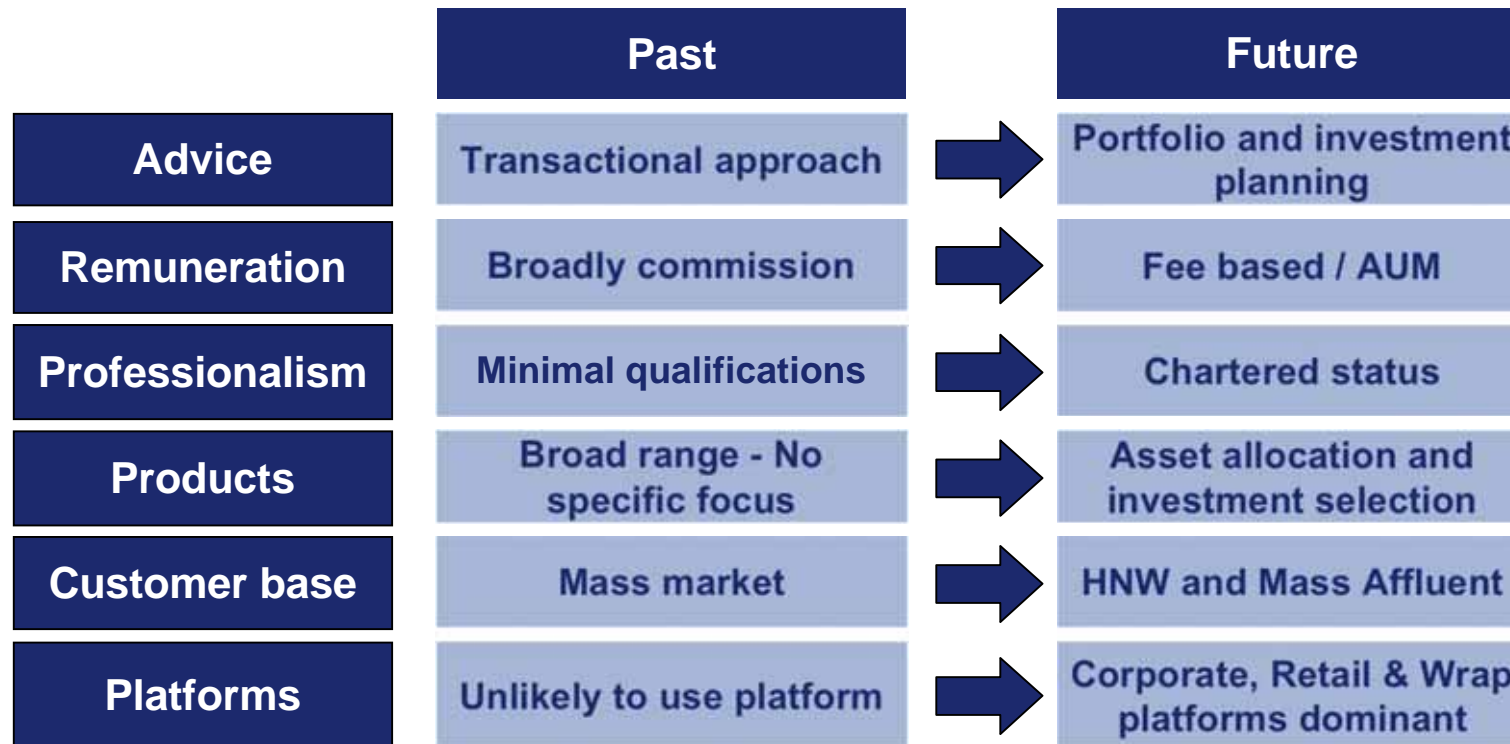 Past
Future
Advice
Transactional approach
Portfolio and investment
planning
Remuneration
Broadly commission
Fee based / AUM
Professionalism
Minimal qualifications
Chartered status
Products
Broad range - No
specific focus
Asset allocation and
investment selection
Customer base
Mass market
HNW and Mass Affluent
Platforms
Unlikely to use platform
Corporate, Retail & Wrap
platforms dominant